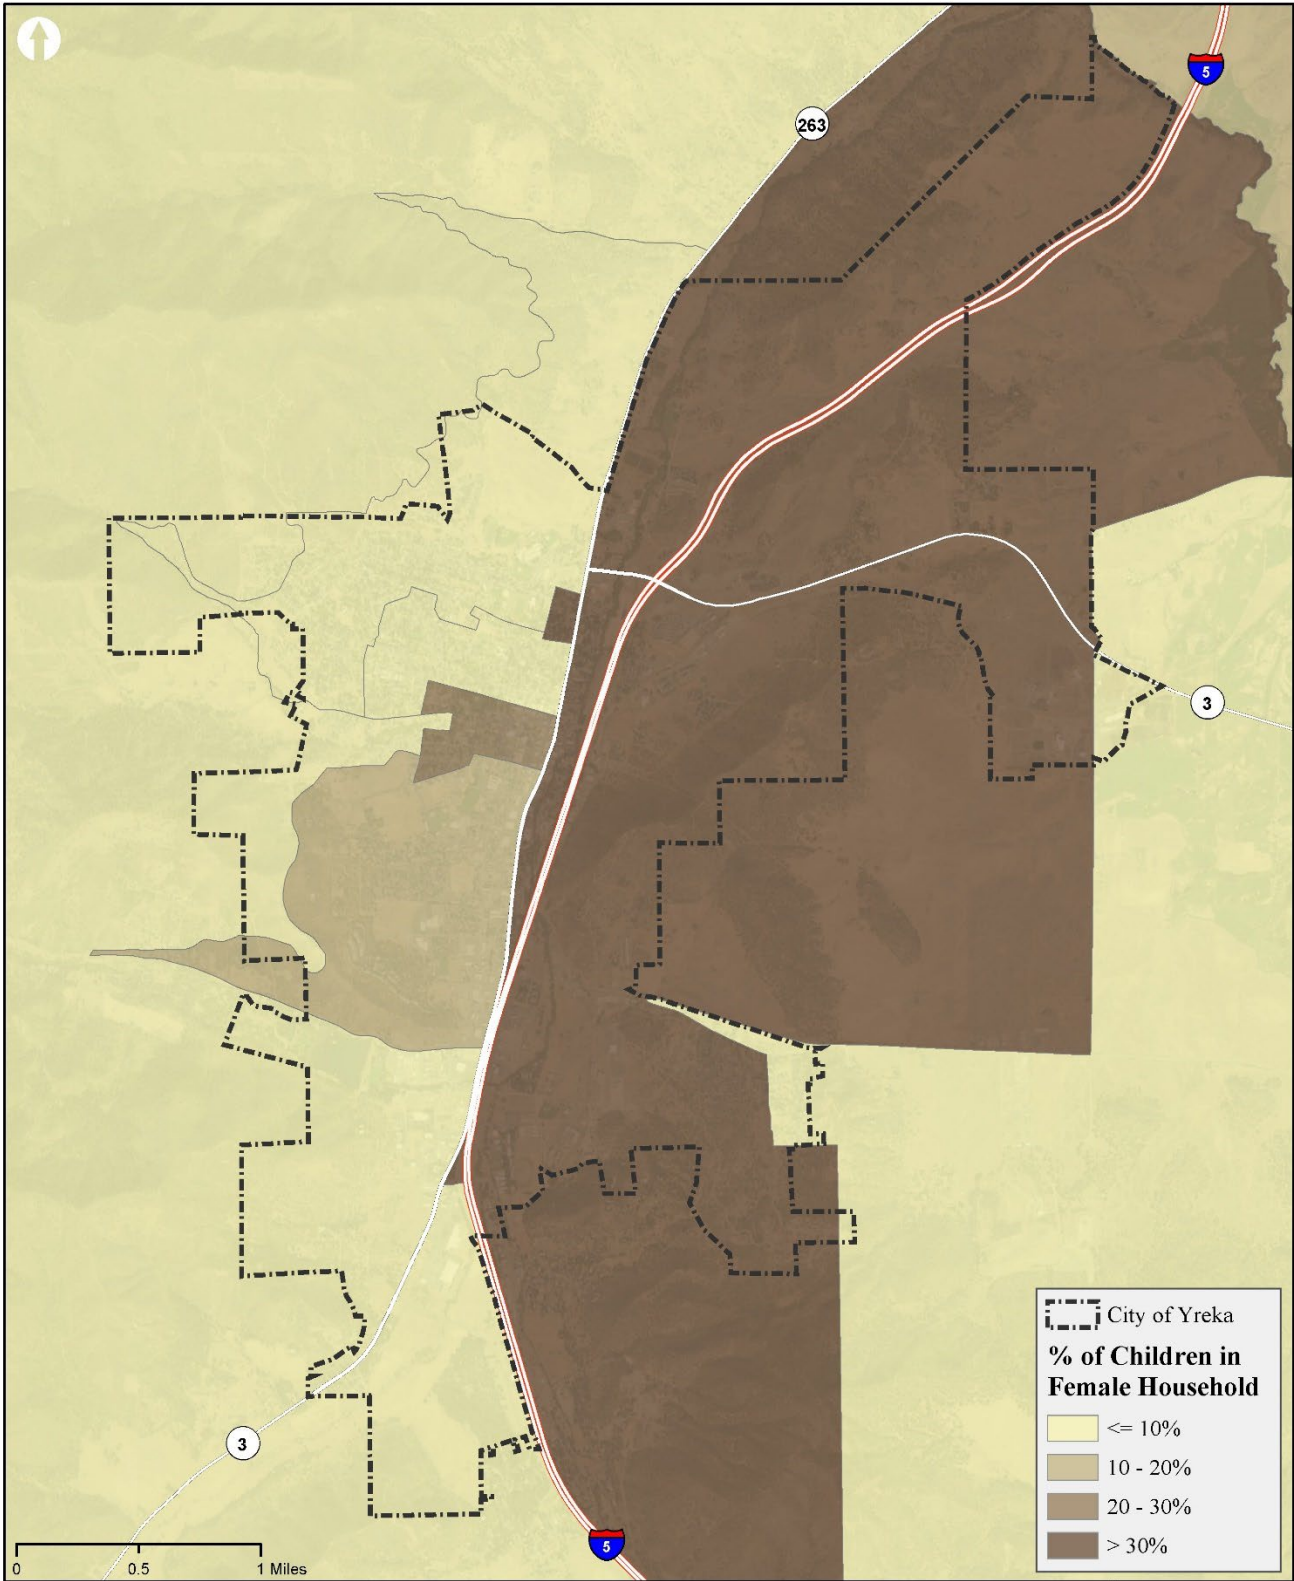 5
263
3
3
5
City of Yreka
% of Children in
Female Household
<= 10%
10 - 20%
20 - 30%
> 30%
0 0.5 1 Miles